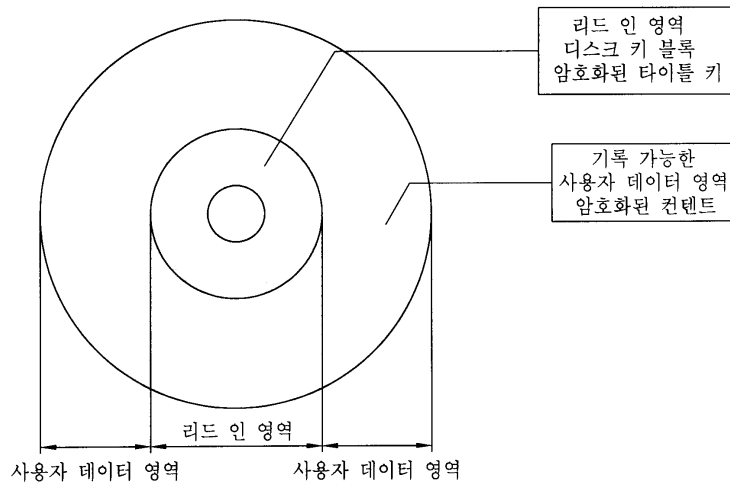 리드 인 영역
디스크 키 블록
암호화된 타이틀 키
기록 가능한
사용자 데이터 영역
암호화된 컨텐트
리드 인 영역
사용자 데이터 영역
사용자 데이터 영역